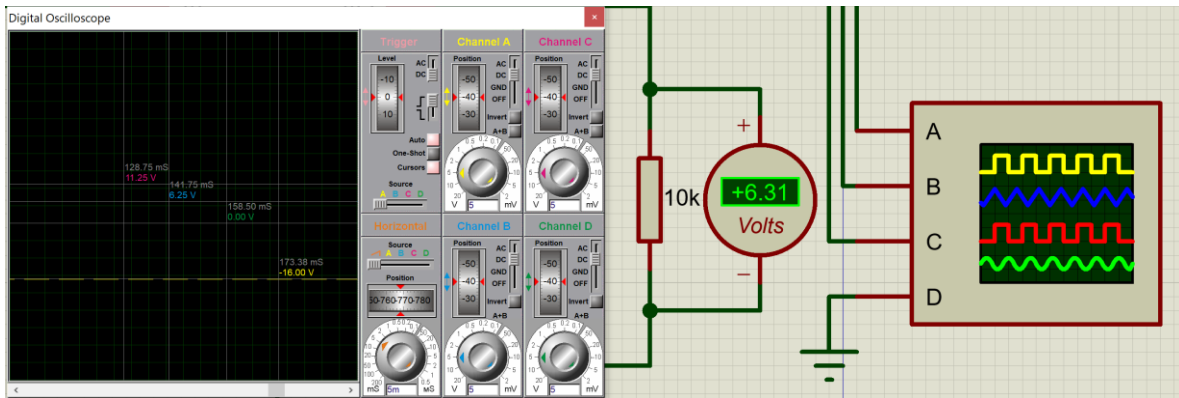 Digital Oscilloscope
Trigger
Channel A
Channel C
Level
AC
DC
-10
0
10
Auto
One-Shot
Cursors
Source
A B C D
Position
AC
DC
GND
OFF
-50
-40
-30
Invert
A+B
V 5 mV
Position
AC
DC
GND
OFF
-50
-40
-30
Invert
A+B
V 5 mV
128.75 mS
11.25 V
141.75 mS
6.25 V
158.50 mS
0.00 V
173.38 mS
-16.00 V
Horizontal
Channel B
Channel D
Source
A B C D
Position
760-770-780
mS 5m µS
Position
AC
DC
GND
OFF
-50
-40
-30
Invert
A+B
V 5 mV
Position
AC
DC
GND
OFF
-50
-40
-30
Invert
A+B
V 5 mV
10k
+
+6.31
Volts
−
A
B
C
D